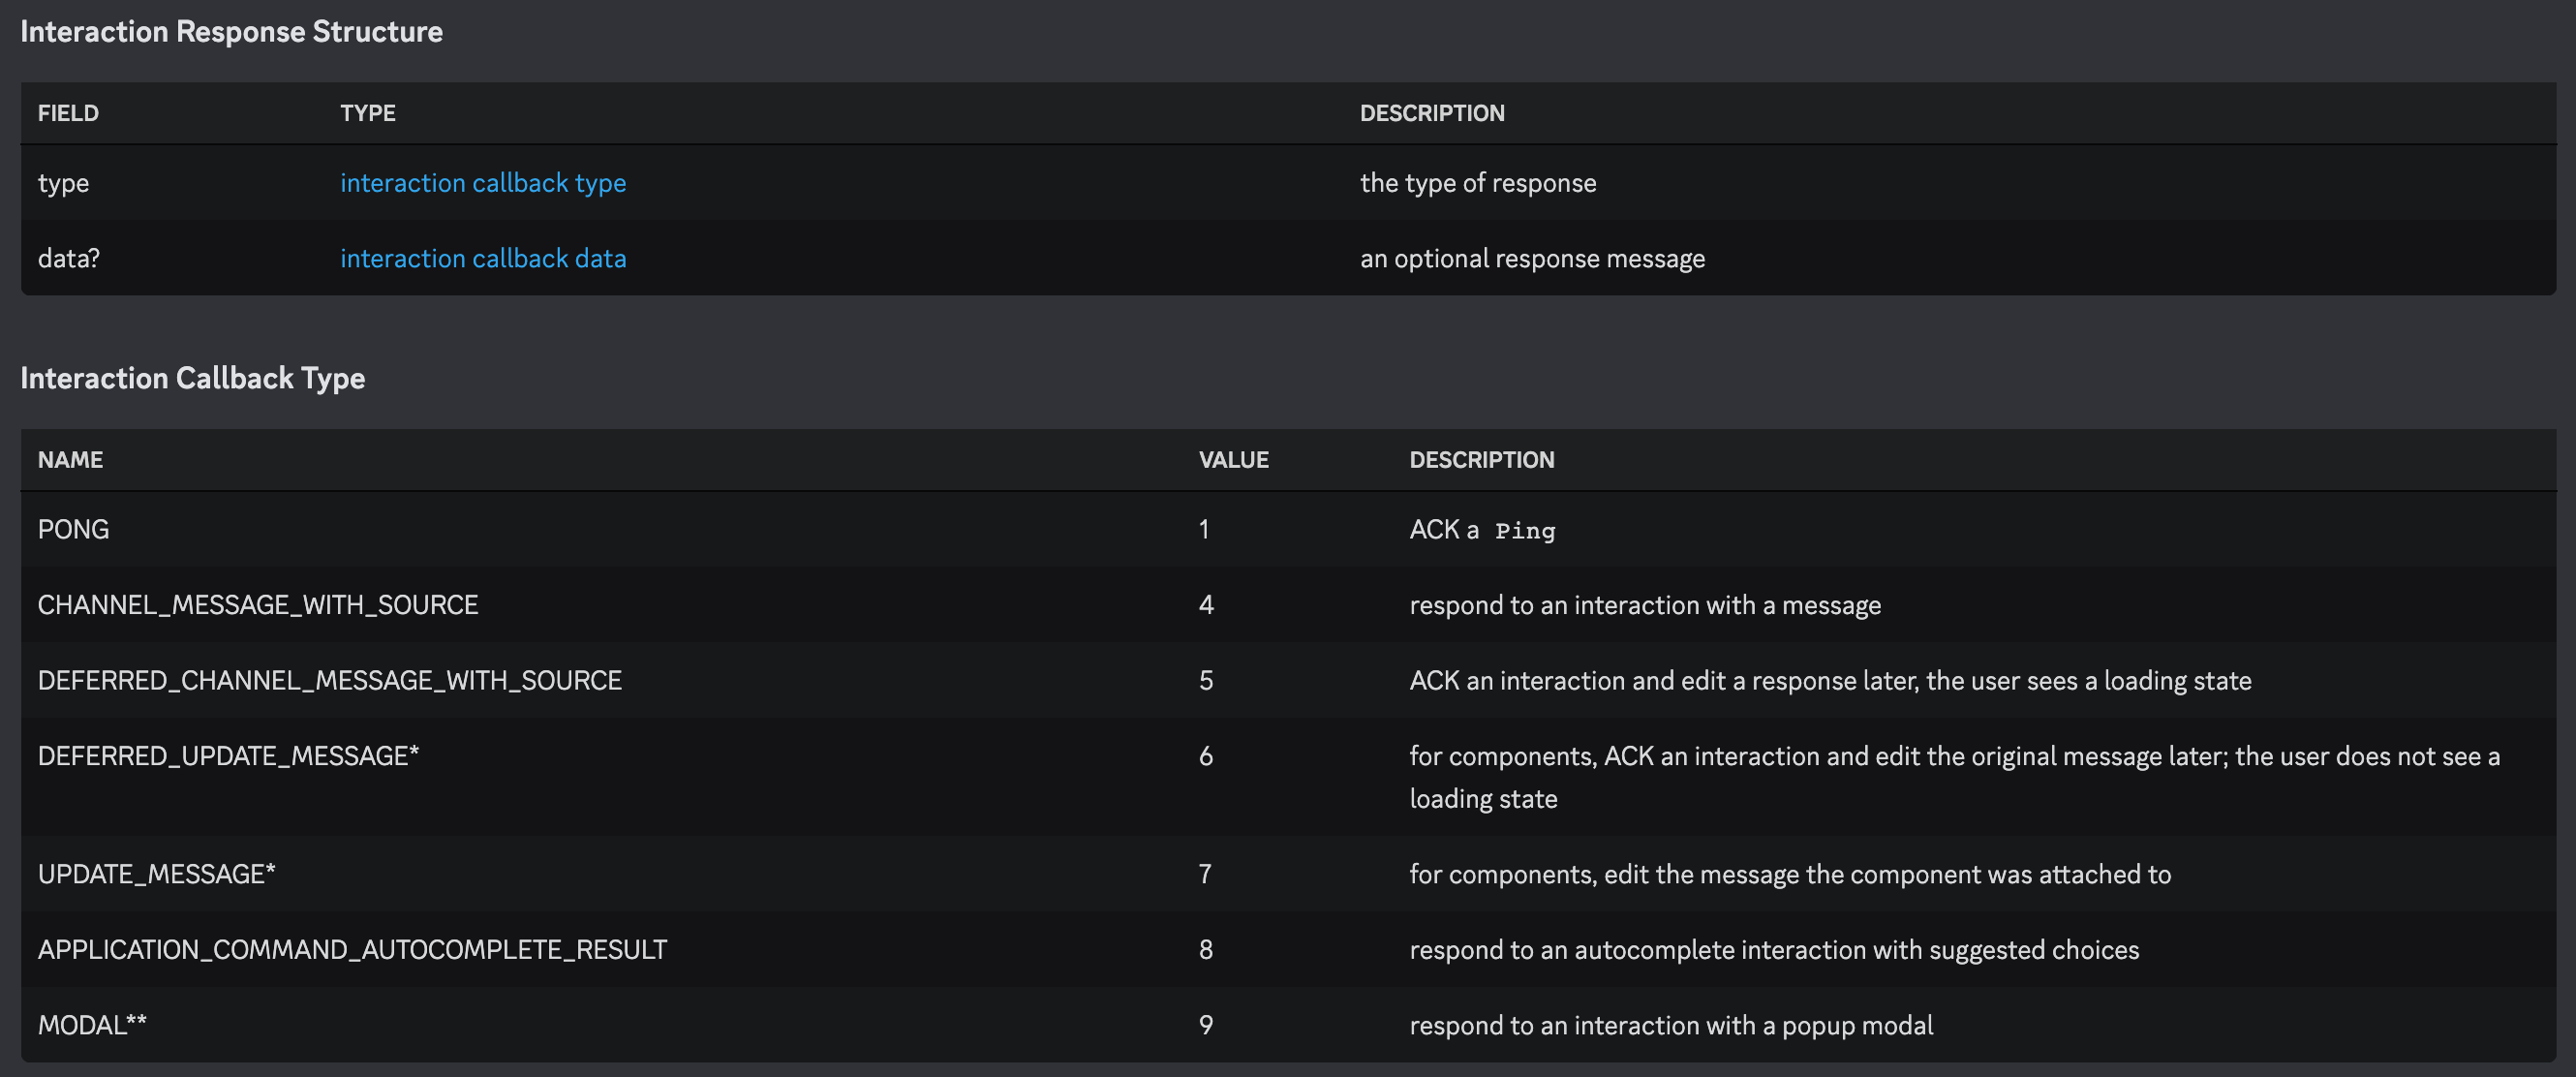 Interaction Response Structure
FIELD TYPE DESCRIPTION
type interaction callback type the type of response
data? interaction callback data an optional response message
Interaction Callback Type
NAME VALUE DESCRIPTION
PONG 1 ACK a Ping
CHANNEL_MESSAGE_WITH_SOURCE 4 respond to an interaction with a message
DEFERRED_CHANNEL_MESSAGE_WITH_SOURCE 5 ACK an interaction and edit a response later, the user sees a loading state
DEFERRED_UPDATE_MESSAGE* 6 for components, ACK an interaction and edit the original message later; the user does not see a
loading state
UPDATE_MESSAGE* 7 for components, edit the message the component was attached to
APPLICATION_COMMAND_AUTOCOMPLETE_RESULT 8 respond to an autocomplete interaction with suggested choices
MODAL** 9 respond to an interaction with a popup modal